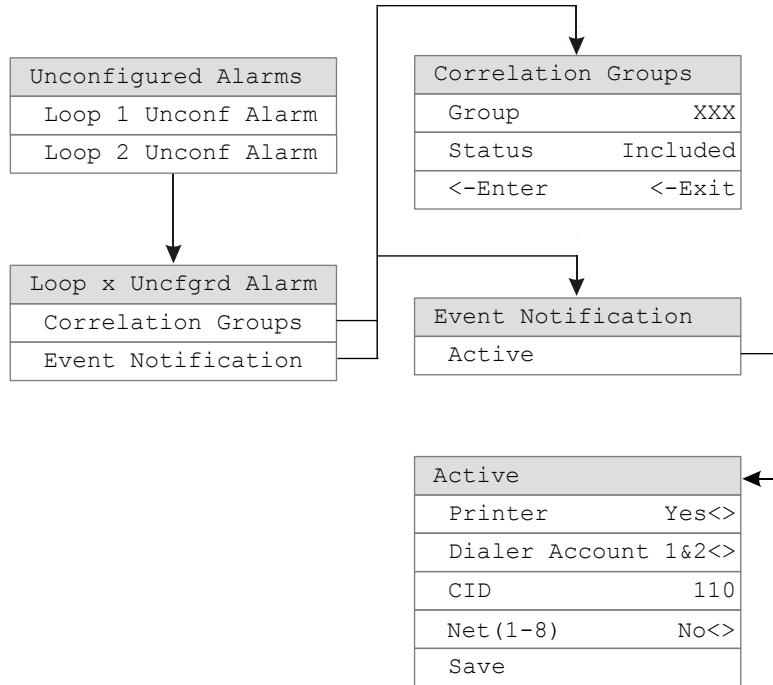 Unconfigured Alarms
Loop 1 Unconf Alarm
Loop 2 Unconf Alarm
Loop x Uncfgrd Alarm
Correlation Groups
Event Notification
Correlation Groups
Group XXX
Status Included
<-Enter <-Exit
Event Notification
Active
Active
Printer Yes<>
Dialer Account 1&2<>
CID 110
Net(1-8) No<>
Save